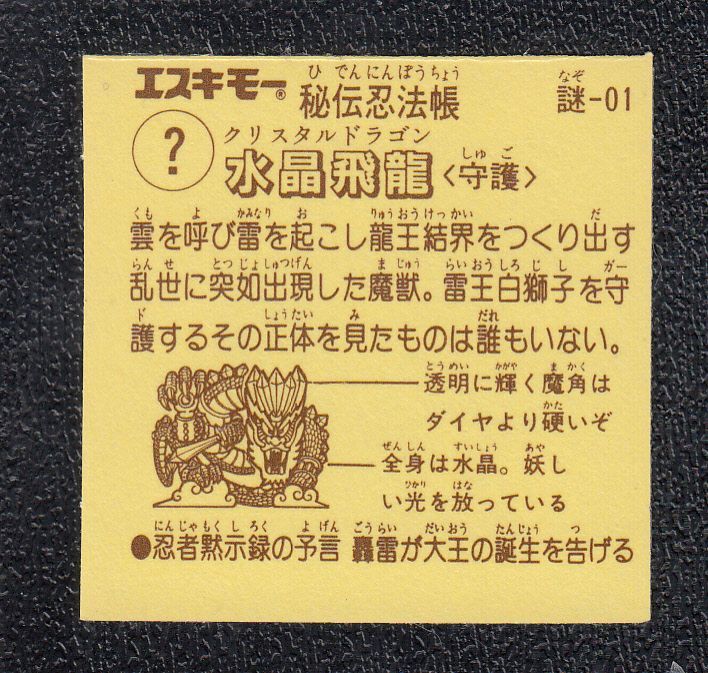 エスキモー® 秘伝忍法帳 謎-01
ひでんにんぽうちょう なぞ
? クリスタルドラゴン
水晶飛龍〈守護〉
しゅご
くも よ かみなり お りゅうおうけっかい だ
雲を呼び雷を起こし龍王結界をつくり出す
らんせ とつじょしゅつげん まじゅう らいおうしろじし ガー
乱世に突如出現した魔獣。雷王白獅子を守
ド しょうたい み だれ
護するその正体を見たものは誰もいない。
とうめい かがや まかく
透明に輝く魔角は
かた
ダイヤより硬いぞ
ぜんしん すいしょう あや
全身は水晶。妖し
ひかり はな
い光を放っている
にんじゃもくしろく よげん ごうらい だいおう たんじょう つ
●忍者黙示録の予言 轟雷が大王の誕生を告げる